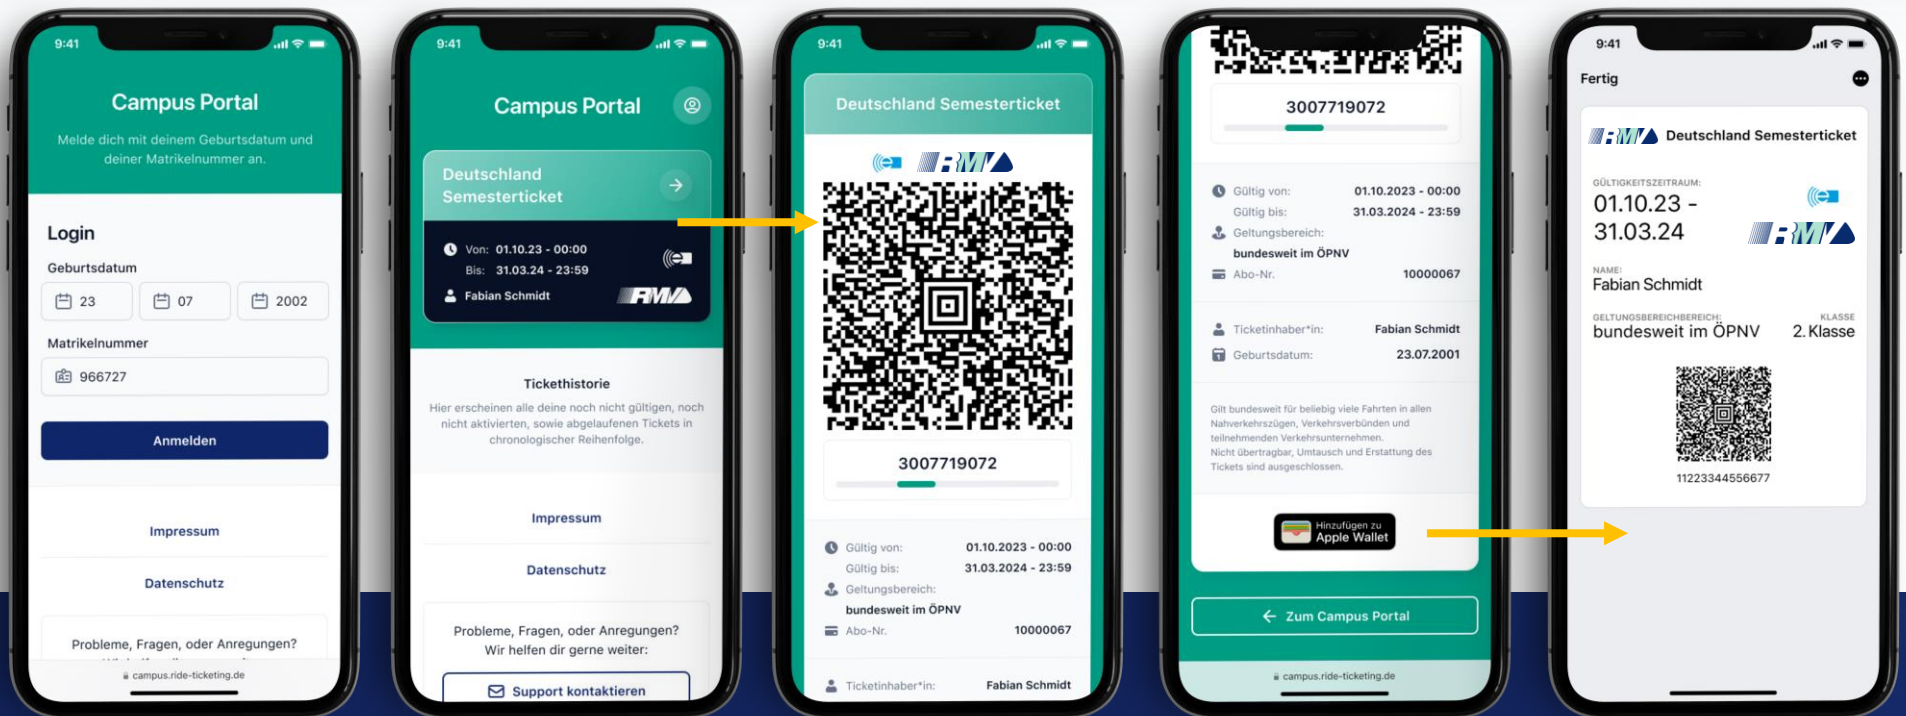 9:41
Campus Portal
Melde dich mit deinem Geburtsdatum und
deiner Matrikelnummer an.
Login
Geburtsdatum
23
07
2002
Matrikelnummer
966727
Anmelden
Impressum
Datenschutz
Probleme, Fragen, oder Anregungen?
campus.ride-ticketing.de
9:41
Campus Portal
Deutschland
Semesterticket
Von: 01.10.23 - 00:00
Bis: 31.03.24 - 23:59
Fabian Schmidt
RMV
Tickethistorie
Hier erscheinen alle deine noch nicht gültigen, noch
nicht aktivierten, sowie abgelaufenen Tickets in
chronologischer Reihenfolge.
Impressum
Datenschutz
Probleme, Fragen, oder Anregungen?
Wir helfen dir gerne weiter:
Support kontaktieren
9:41
Deutschland Semesterticket
RMV
3007719072
Gültig von: 01.10.2023 - 00:00
Gültig bis: 31.03.2024 - 23:59
Geltungsbereich:
bundesweit im ÖPNV
Abo-Nr. 10000067
Ticketinhaber*in: Fabian Schmidt
3007719072
Gültig von: 01.10.2023 - 00:00
Gültig bis: 31.03.2024 - 23:59
Geltungsbereich:
bundesweit im ÖPNV
Abo-Nr. 10000067
Ticketinhaber*in: Fabian Schmidt
Geburtsdatum: 23.07.2001
Gilt bundesweit für beliebig viele Fahrten in allen
Nahverkehrszügen, Verkehrsverbünden und
teilnehmenden Verkehrsunternehmen.
Nicht übertragbar, Umtausch und Erstattung des
Tickets sind ausgeschlossen.
Hinzufügen zu
Apple Wallet
← Zum Campus Portal
campus.ride-ticketing.de
9:41
Fertig
RMV Deutschland Semesterticket
GÜLTIGKEITSZEITRAUM:
01.10.23 -
31.03.24
RMV
NAME:
Fabian Schmidt
GELTUNGSBEREICHBEREICH: KLASSE
bundesweit im ÖPNV 2. Klasse
11223344556677